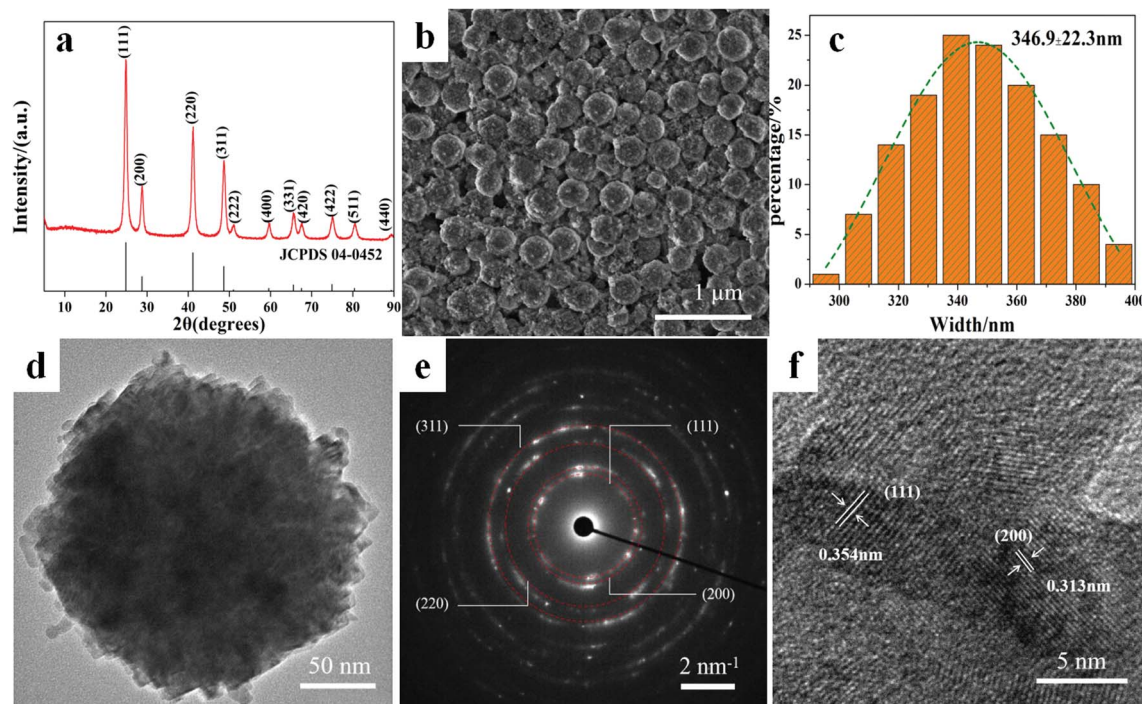 a
(111)
(200)
(220)
(311)
(222)
(400)
(331)
(420)
(422)
(511)
(440)
JCPDS 04-0452
Intensity/(a.u.)
10 20 30 40 50 60 70 80 90
2θ(degrees)
b
1 μm
c
346.9±22.3nm
percentage/%
25
20
15
10
5
0
300 320 340 360 380 400
Width/nm
d
50 nm
e
(311)
(111)
(220)
(200)
2 nm-1
f
(111)
0.354nm
(200)
0.313nm
5 nm